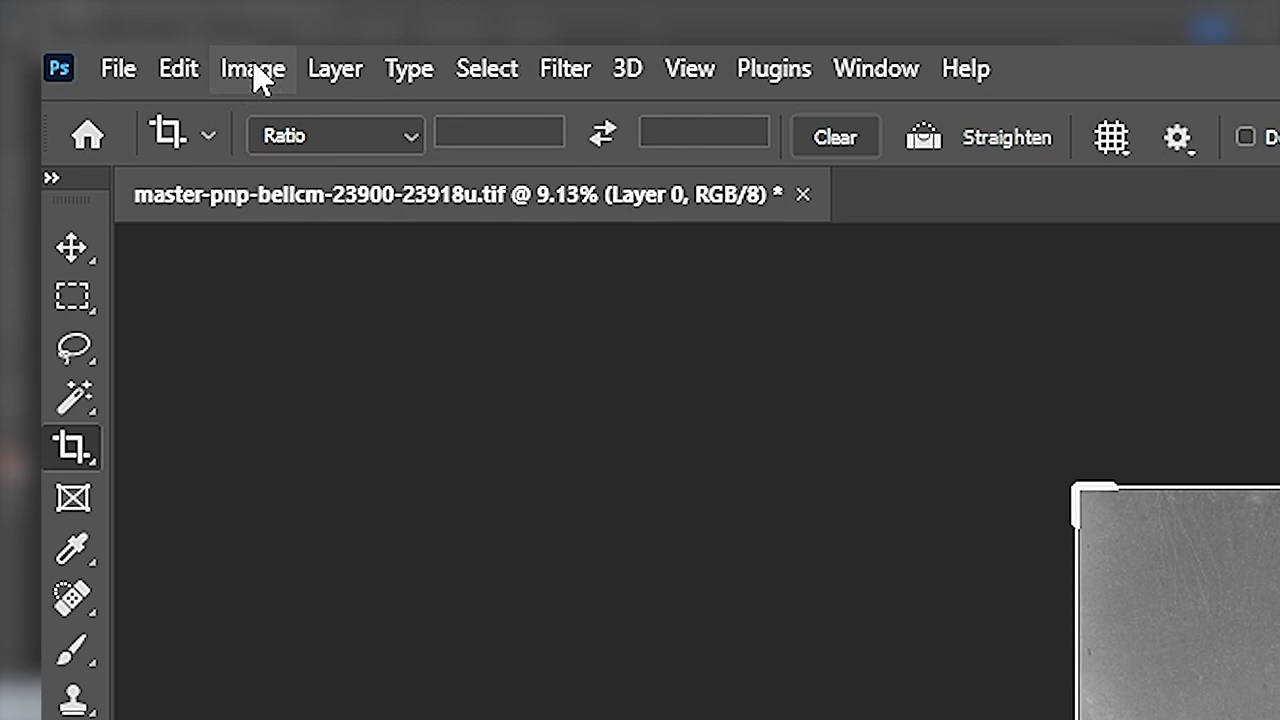 Ps File Edit Image Layer Type Select Filter 3D View Plugins Window Help
Ratio Clear Straighten
master-pnp-bellcm-23900-23918u.tif @ 9.13% (Layer 0, RGB/8) *